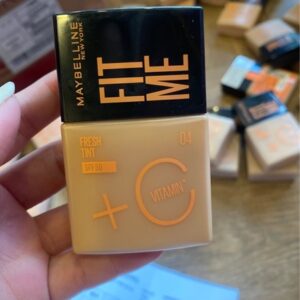 MAYBELLINE
NEW YORK
FIT
ME
FRESH
TINT
SPF 50
04
+ C
VITAMIN